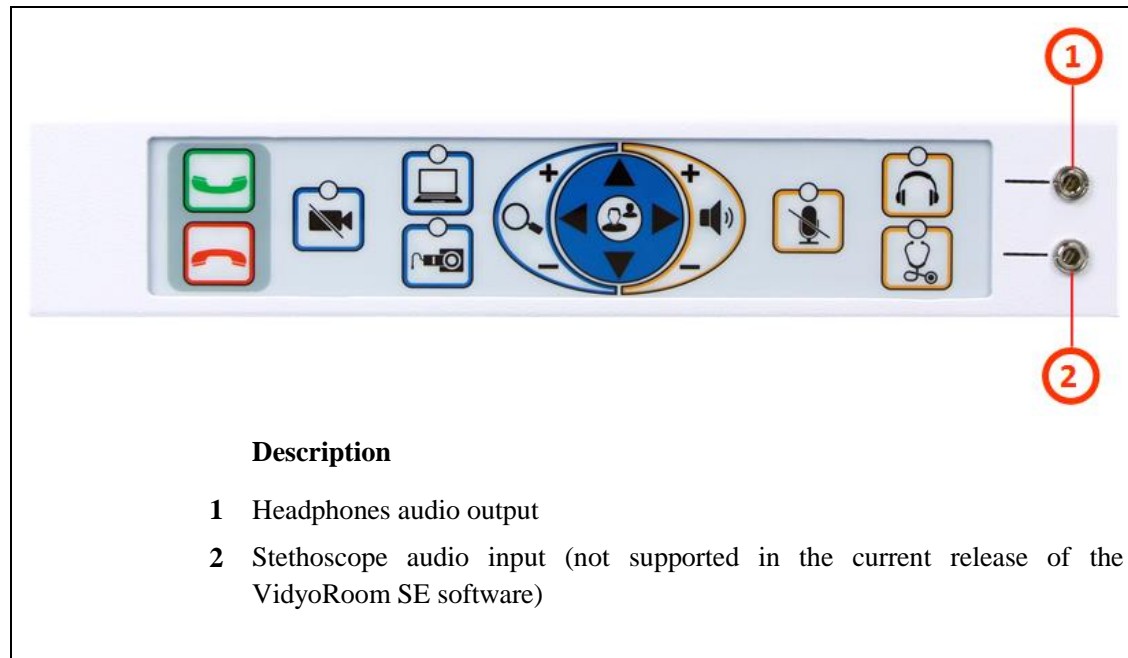 1
+ +
- -
2
Description
1 Headphones audio output
2 Stethoscope audio input (not supported in the current release of the
VidyoRoom SE software)